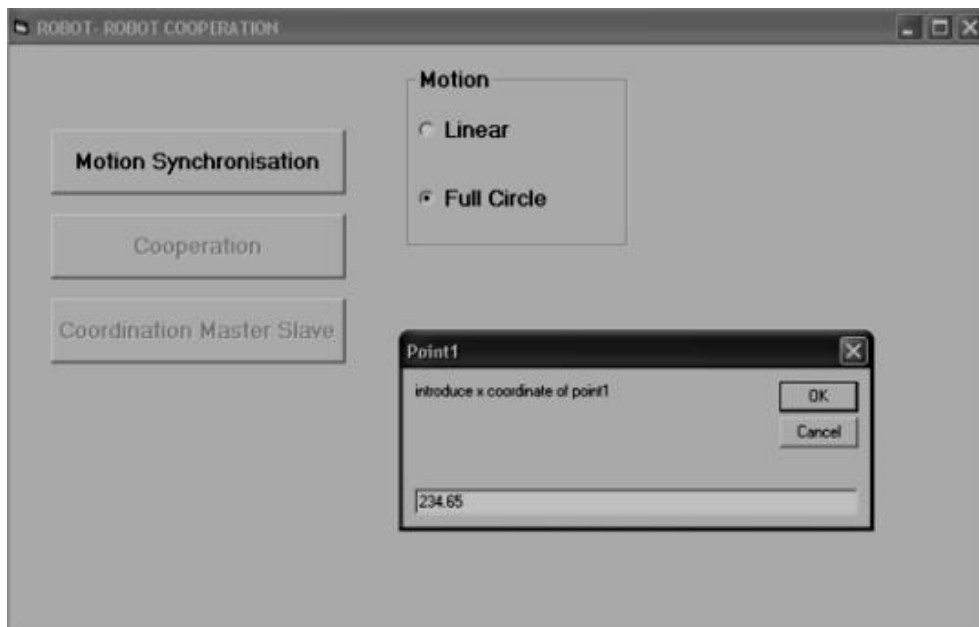 ROBOT- ROBOT COOPERATION
Motion
Linear
Full Circle
Motion Synchronisation
Cooperation
Coordination Master Slave
Point1
introduce x coordinate of point1
OK
Cancel
234.65